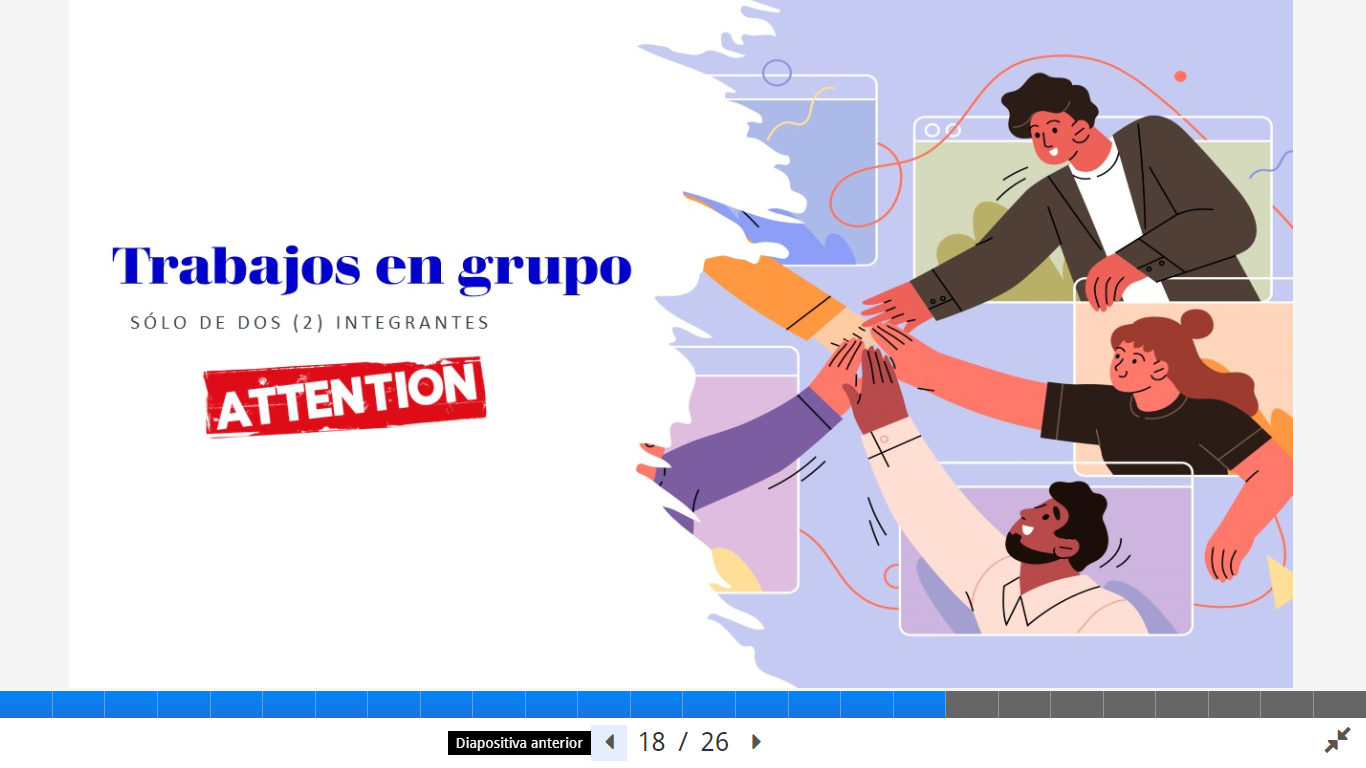 Trabajos en grupo
SÓLO DE DOS (2) INTEGRANTES
ATTENTION
Diapositiva anterior
18 / 26